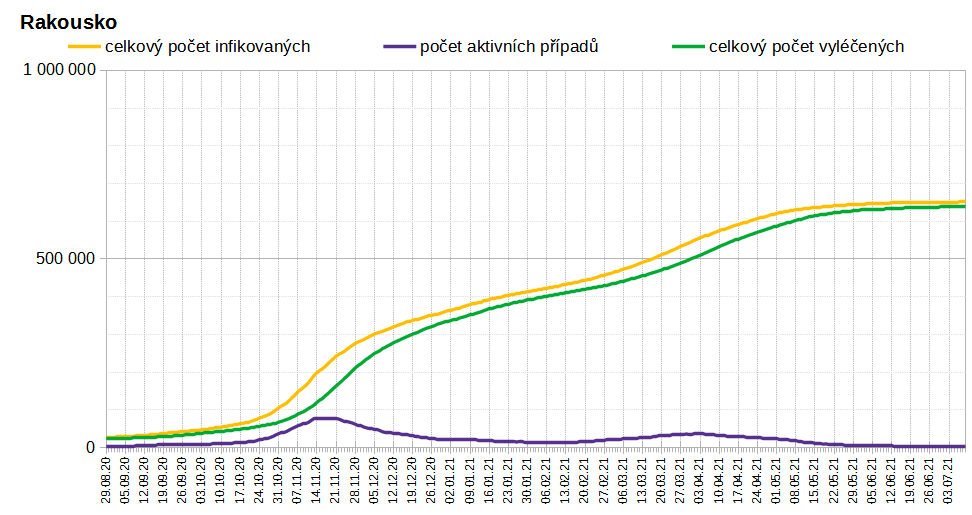 Rakousko
celkový počet infikovaných počet aktivních případů celkový počet vyléčených
1 000 000
500 000
0
29.08.20 05.09.20 12.09.20 19.09.20 26.09.20 03.10.20 10.10.20 17.10.20 24.10.20 31.10.20 07.11.20 14.11.20 21.11.20 28.11.20 05.12.20 12.12.20 19.12.20 26.12.20 02.01.21 09.01.21 16.01.21 23.01.21 30.01.21 06.02.21 13.02.21 20.02.21 27.02.21 06.03.21 13.03.21 20.03.21 27.03.21 03.04.21 10.04.21 17.04.21 24.04.21 01.05.21 08.05.21 15.05.21 22.05.21 29.05.21 05.06.21 12.06.21 19.06.21 26.06.21 03.07.21